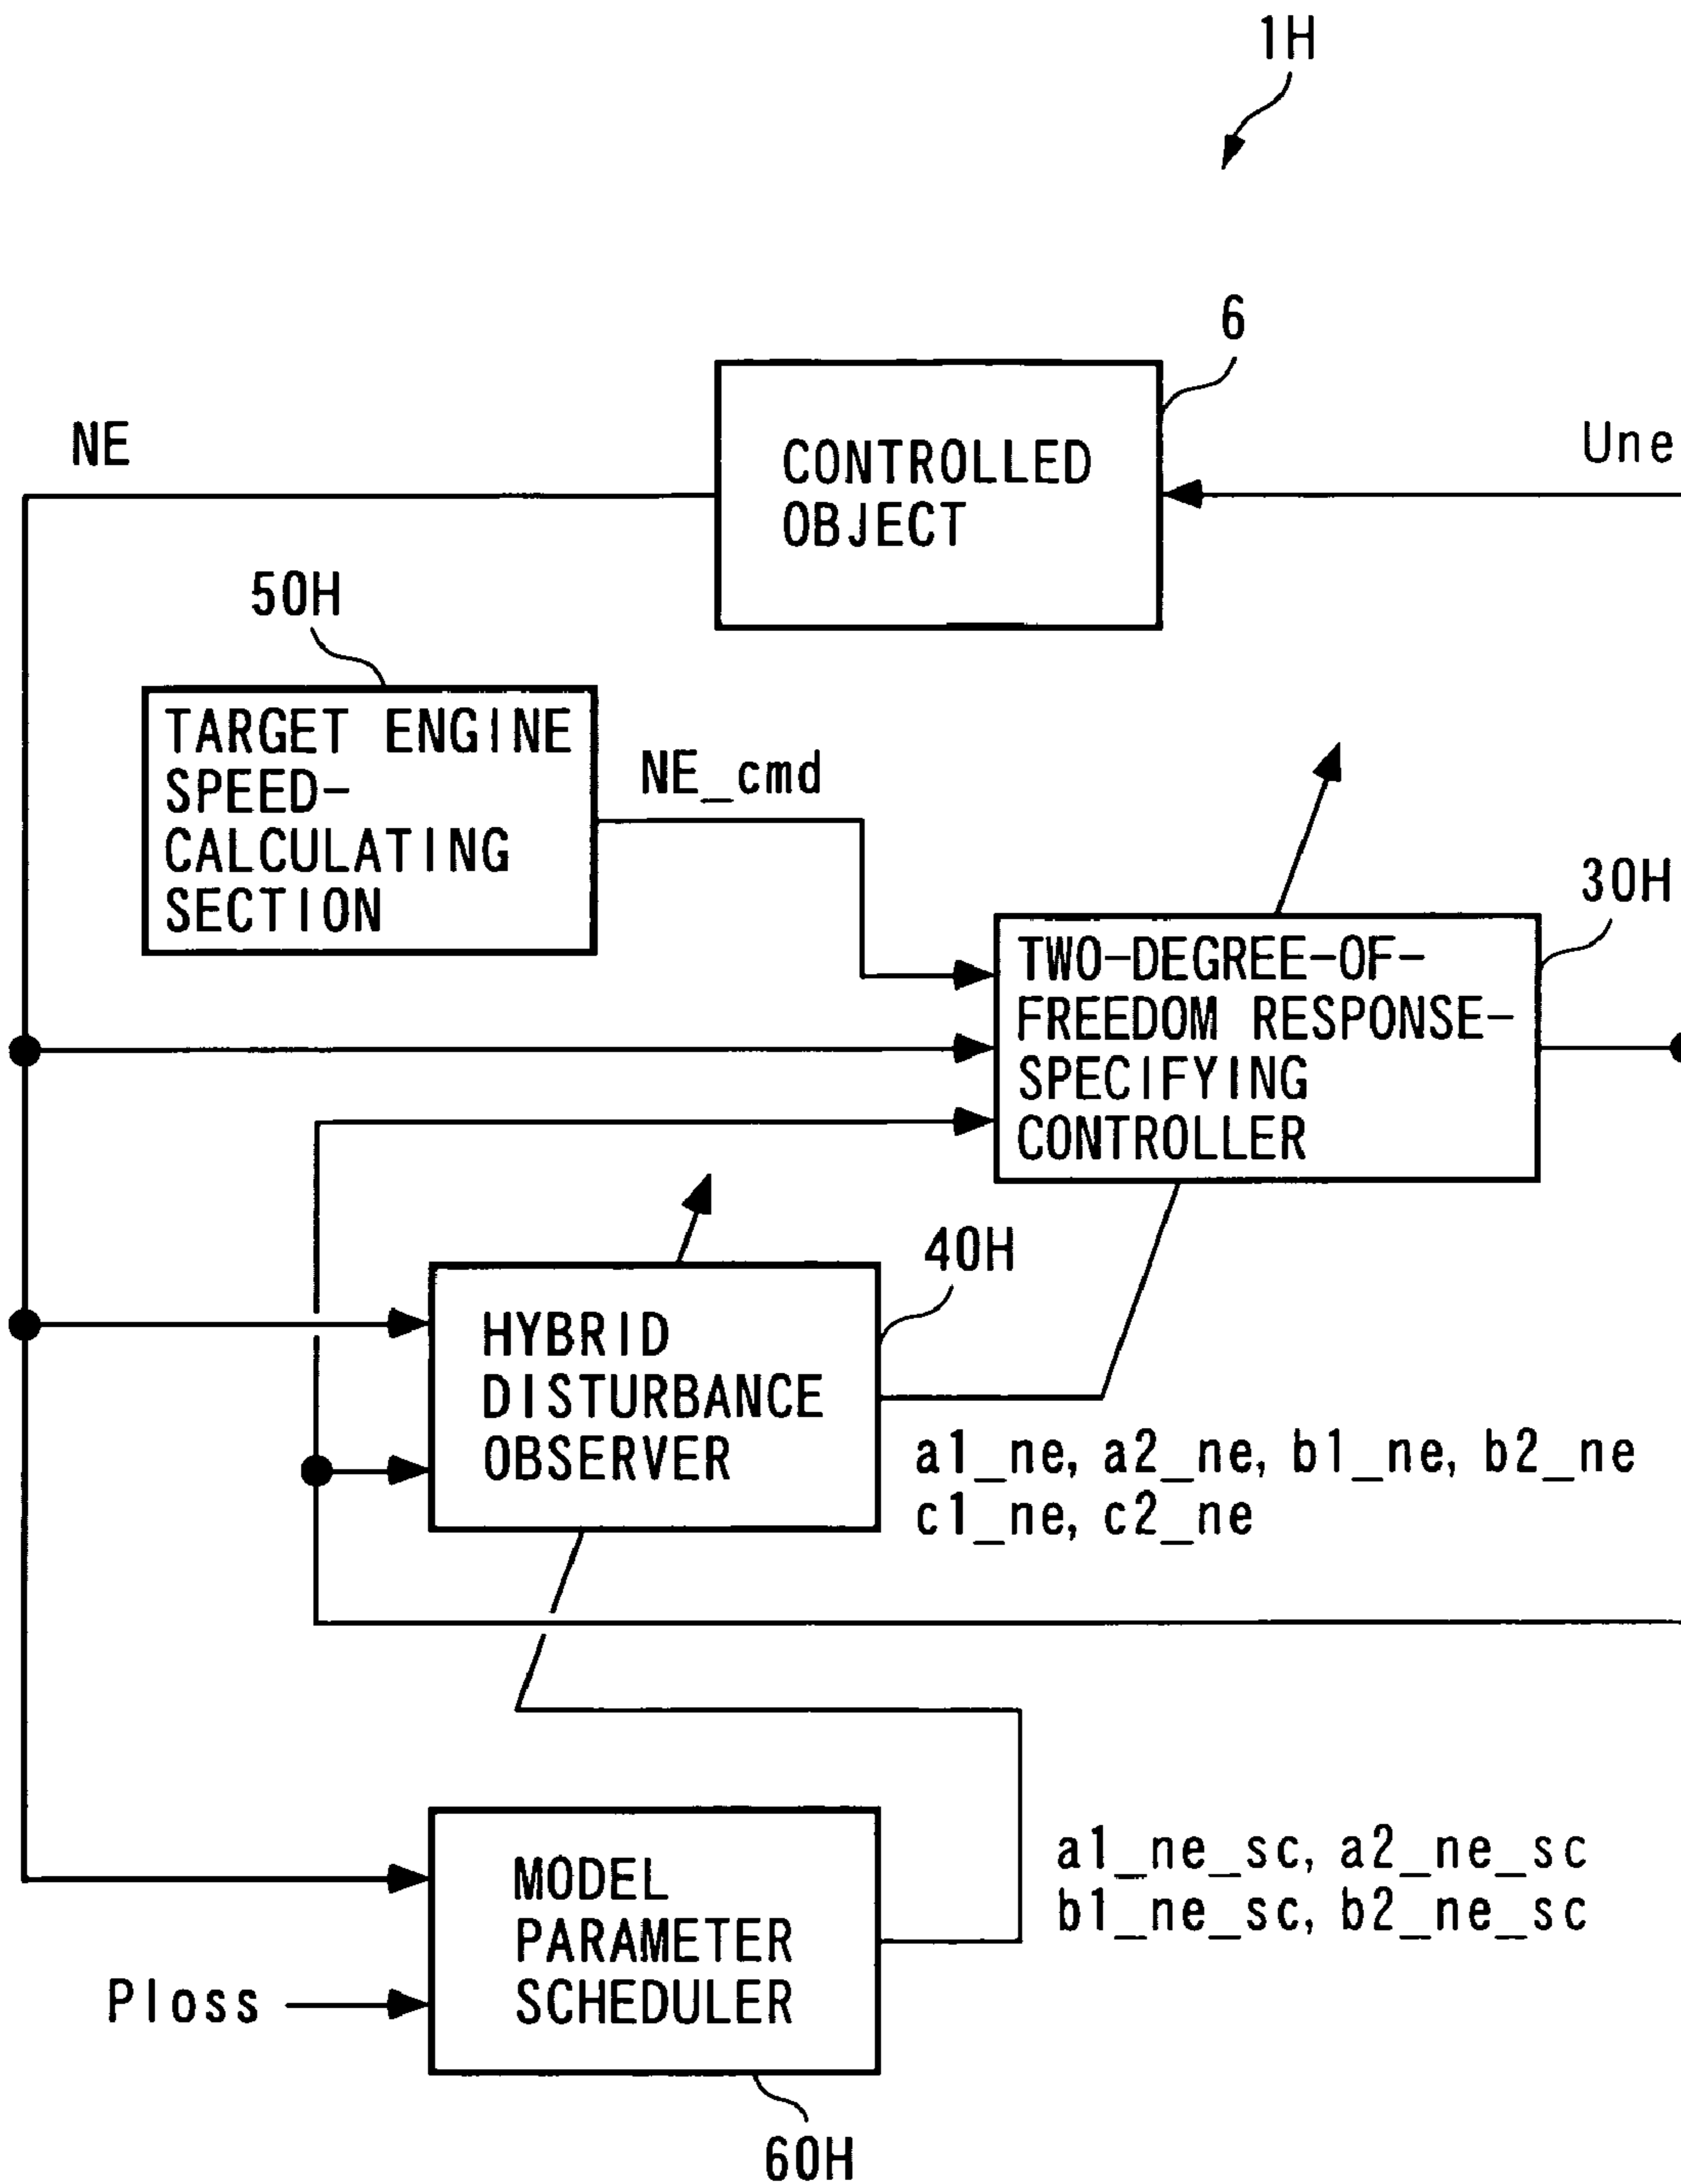 1H
6
NE
CONTROLLED
OBJECT
Une
50H
TARGET ENGINE
SPEED-
CALCULATING
SECTION
NE_cmd
30H
TWO-DEGREE-OF-
FREEDOM RESPONSE-
SPECIFYING
CONTROLLER
40H
HYBRID
DISTURBANCE
OBSERVER
a1_ne, a2_ne, b1_ne, b2_ne
c1_ne, c2_ne
MODEL
PARAMETER
SCHEDULER
a1_ne_sc, a2_ne_sc
b1_ne_sc, b2_ne_sc
Ploss
60H